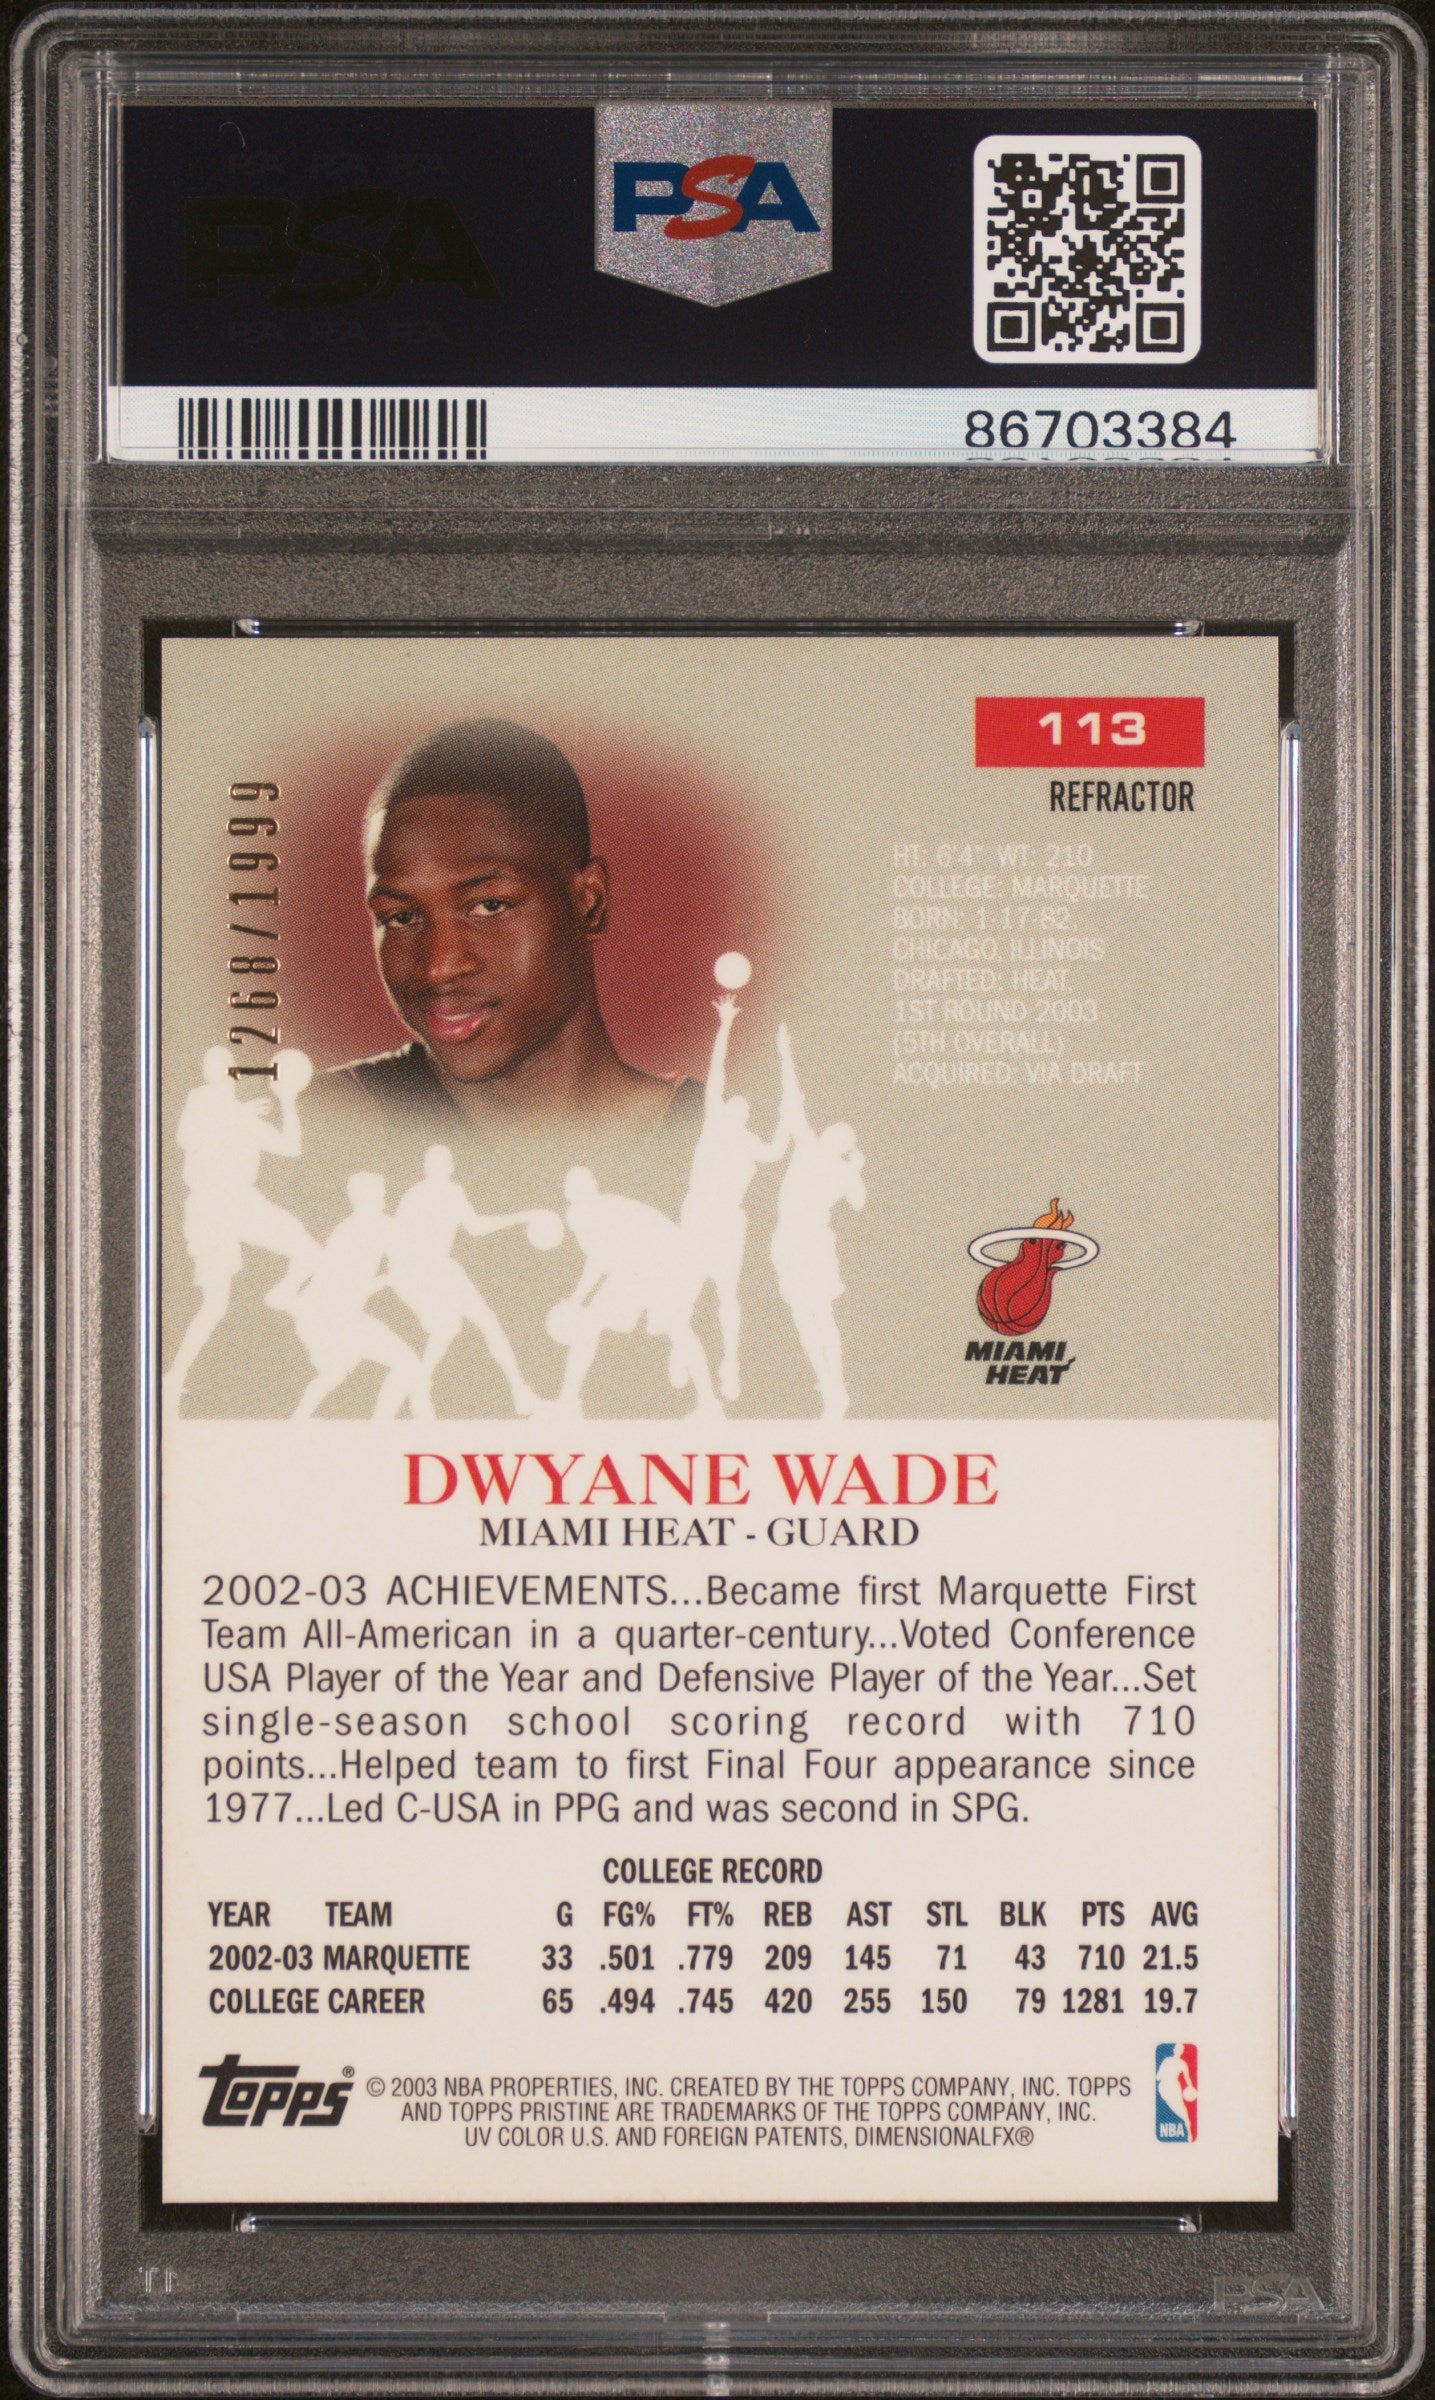 PSA
PSA PSA PSA
PSA
PSA PSA PSA
86703384
113
REFRACTOR
1268/1999
HT: 6'4" WT: 210
COLLEGE: MARQUETTE
BORN: 1-17-82,
CHICAGO, ILLINOIS
DRAFTED: HEAT,
1ST ROUND 2003
(5TH OVERALL)
ACQUIRED: VIA DRAFT
MIAMI
HEAT
DWYANE WADE
MIAMI HEAT - GUARD
2002-03 ACHIEVEMENTS...Became first Marquette First
Team All-American in a quarter-century...Voted Conference
USA Player of the Year and Defensive Player of the Year...Set
single-season school scoring record with 710
points...Helped team to first Final Four appearance since
1977...Led C-USA in PPG and was second in SPG.
COLLEGE RECORD
YEAR TEAM G FG% FT% REB AST STL BLK PTS AVG
2002-03 MARQUETTE 33 .501 .779 209 145 71 43 710 21.5
COLLEGE CAREER 65 .494 .745 420 255 150 79 1281 19.7
topps® © 2003 NBA PROPERTIES, INC. CREATED BY THE TOPPS COMPANY, INC. TOPPS
AND TOPPS PRISTINE ARE TRADEMARKS OF THE TOPPS COMPANY, INC.
UV COLOR U.S. AND FOREIGN PATENTS, DIMENSIONALFX®
NBA
PSA